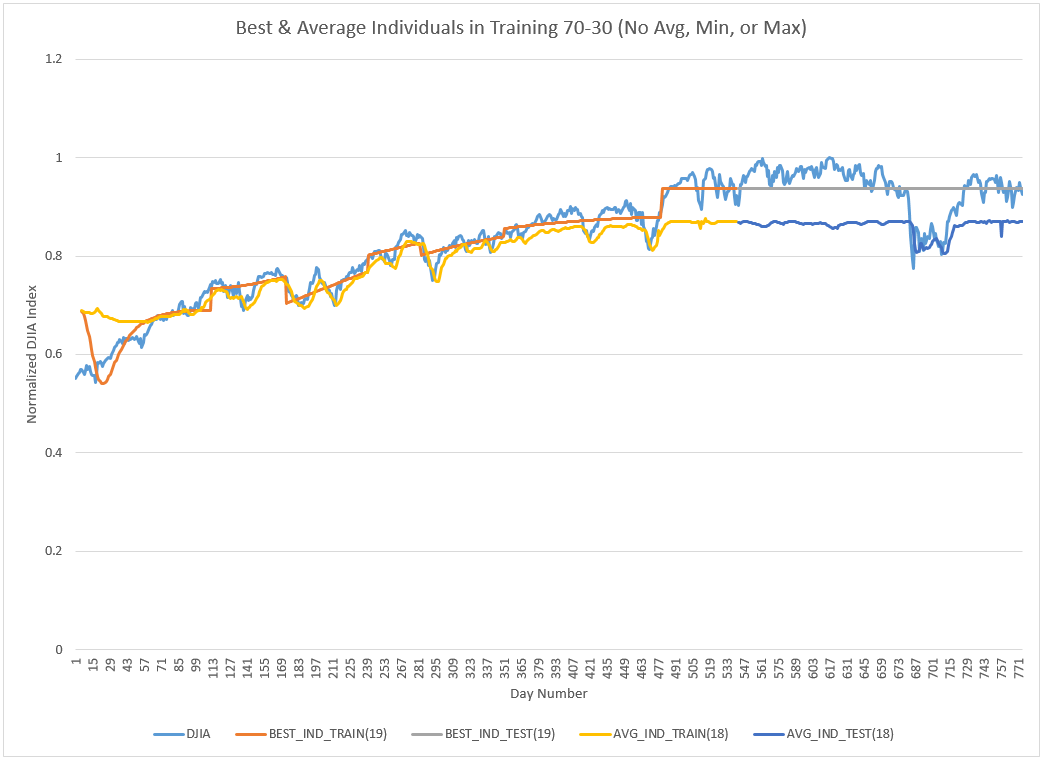 Best & Average Individuals in Training 70-30 (No Avg, Min, or Max)
1.2
1
0.8
0.6
0.4
0.2
0
Normalized DJIA Index
1 15 29 43 57 71 85 99 113 127 141 155 169 183 197 211 225 239 253 267 281 295 309 323 337 351 365 379 393 407 421 435 449 463 477 491 505 519 533 547 561 575 589 603 617 631 645 659 673 687 701 715 729 743 757 771
Day Number
DJIA BEST_IND_TRAIN(19) BEST_IND_TEST(19) AVG_IND_TRAIN(18) AVG_IND_TEST(18)